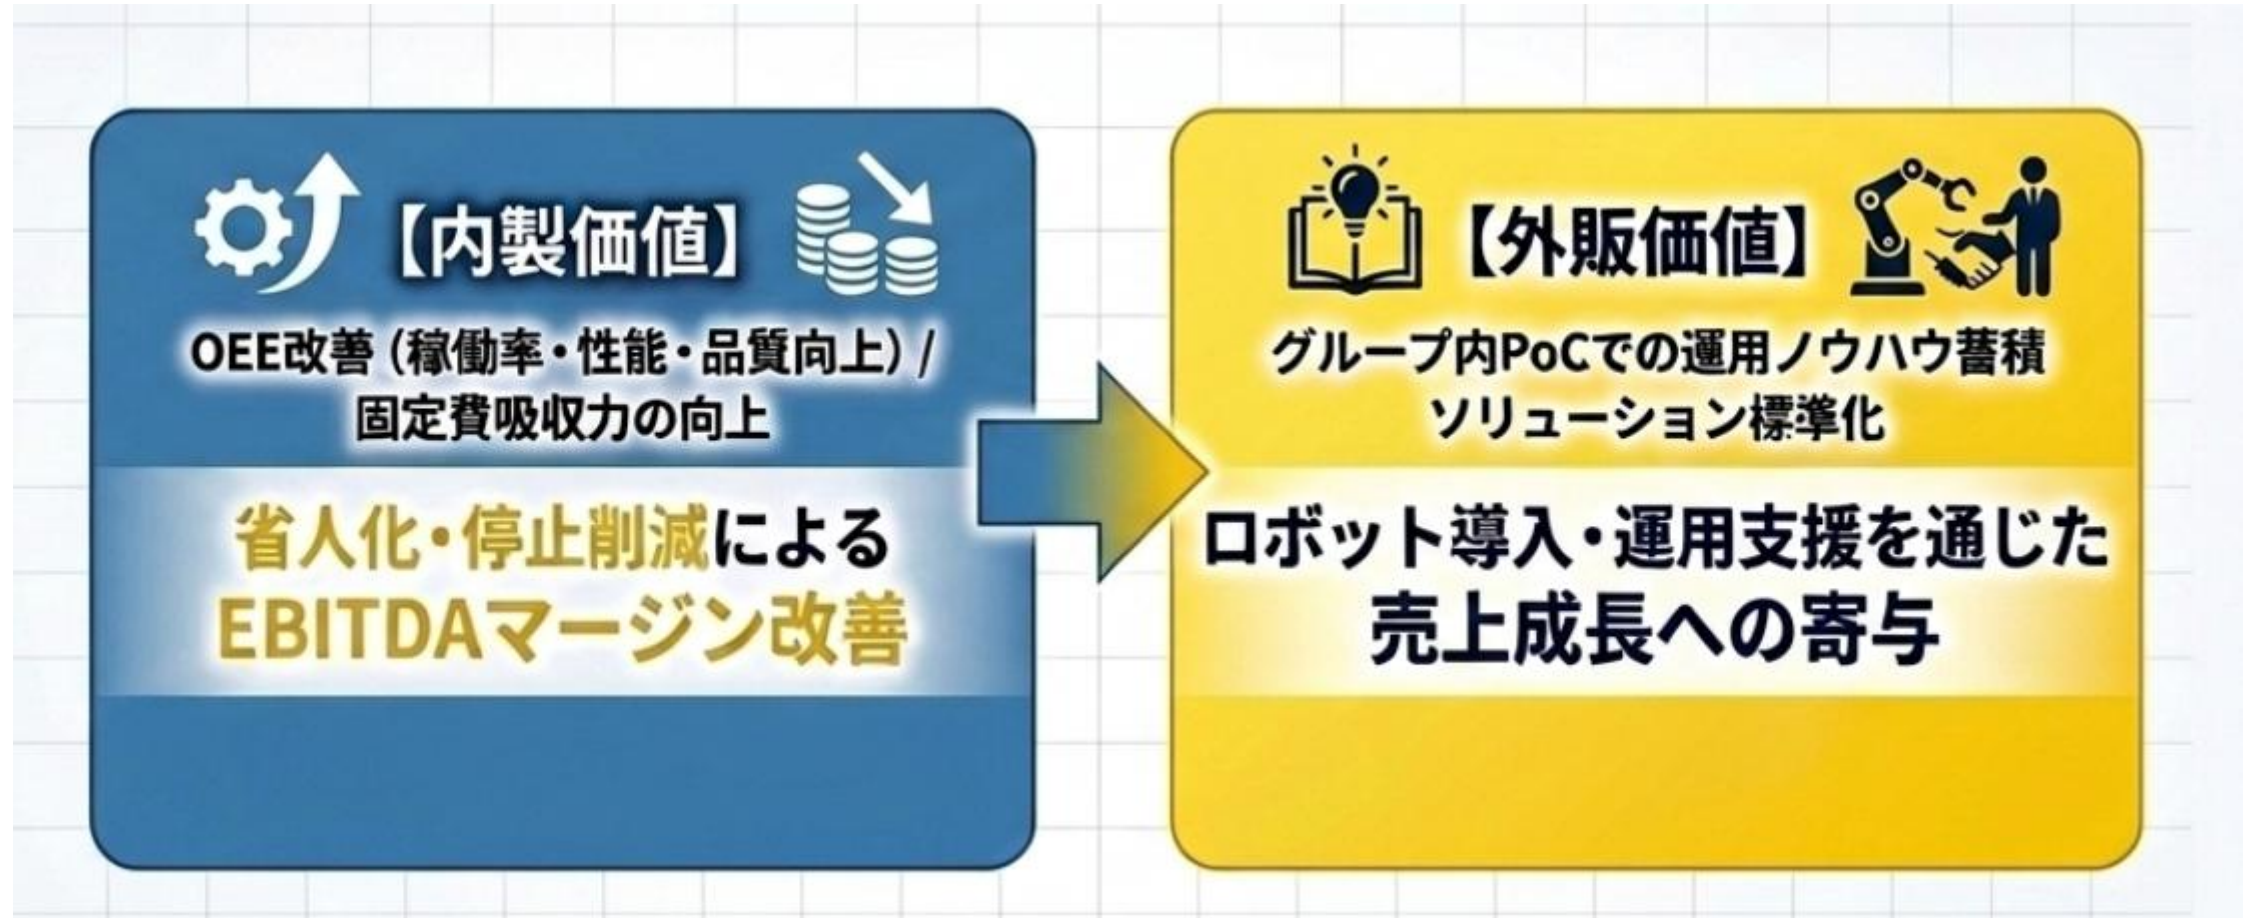 【内製価値】
OEE改善（稼働率・性能・品質向上）/
固定費吸収力の向上
省人化・停止削減による
EBITDAマージン改善
【外販価値】
グループ内PoCでの運用ノウハウ蓄積
ソリューション標準化
ロボット導入・運用支援を通じた
売上成長への寄与